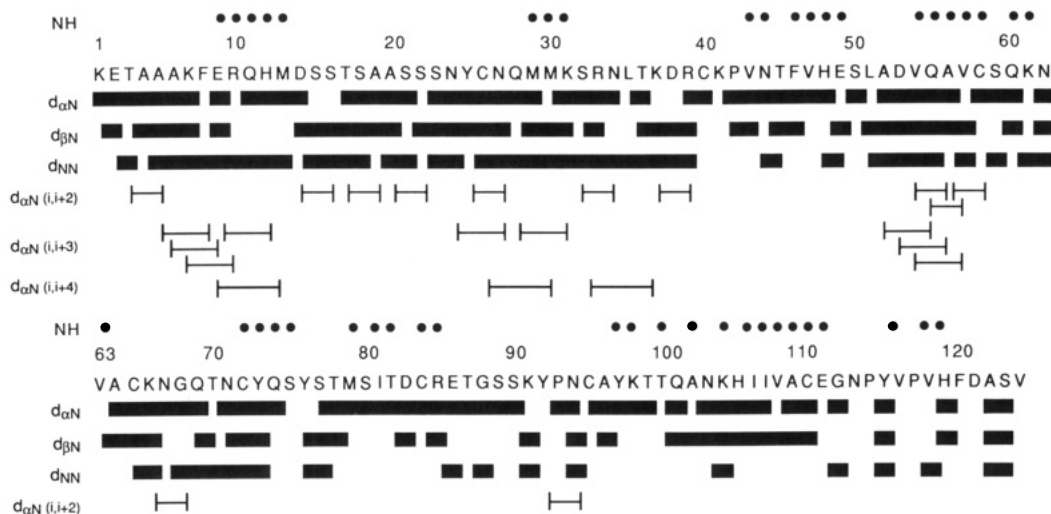 NH
1 10 20 30 40 50 60
KETAAAKFERQHMDSSTSAASSSNYCNQMMKSRNLTKDRCKPVNTFVHESLADVQAVCSQKN
dαN
dβN
dNN
dαN (i,i+2)
dαN (i,i+3)
dαN (i,i+4)
NH
63 70 80 90 100 110 120
VACKNGQTNCYQSYSTMSITDCRETGSSKYPNCAYKTTQANKHIIVACEGNPYVPVHFDASV
dαN
dβN
dNN
dαN (i,i+2)